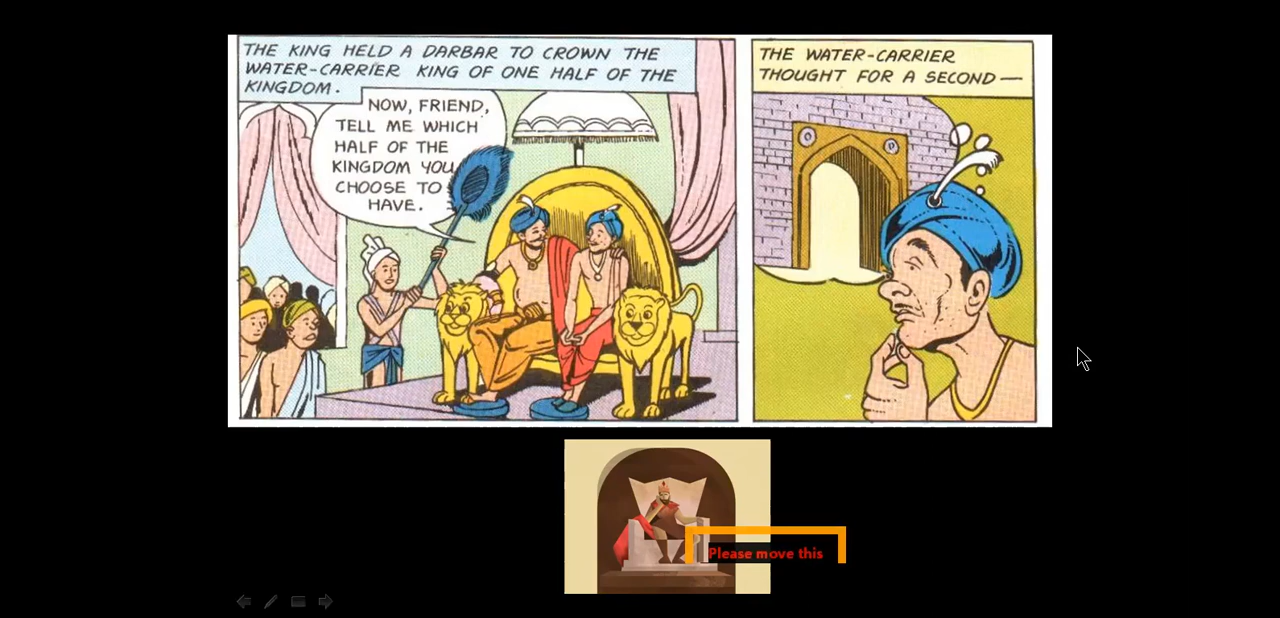 THE KING HELD A DARBAR TO CROWN THE
WATER-CARRIER KING OF ONE HALF OF THE
KINGDOM.
NOW, FRIEND,
TELL ME WHICH
HALF OF THE
KINGDOM YOU
CHOOSE TO
HAVE.
THE WATER-CARRIER
THOUGHT FOR A SECOND —
Please move this